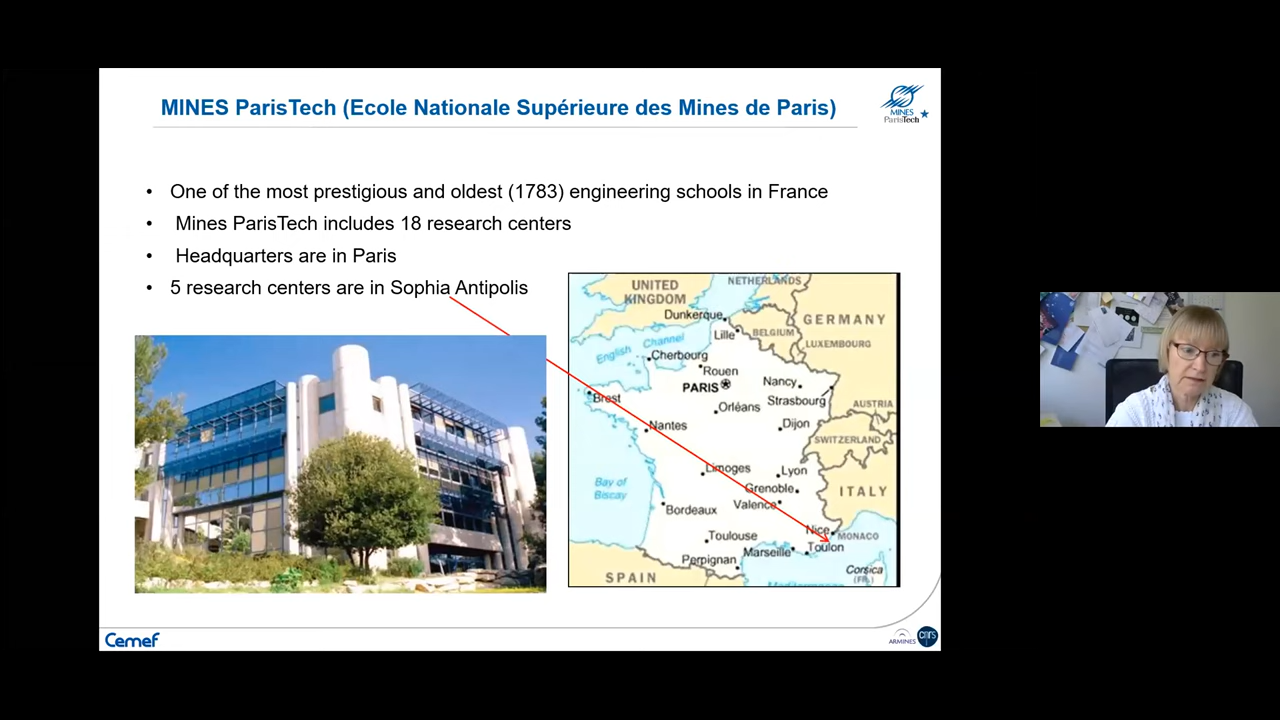 MINES ParisTech (Ecole Nationale Supérieure des Mines de Paris)
MINES
ParisTech
• One of the most prestigious and oldest (1783) engineering schools in France
• Mines ParisTech includes 18 research centers
• Headquarters are in Paris
• 5 research centers are in Sophia Antipolis
UNITED
KINGDOM
NETHERLANDS
Dunkerque
GERMANY
Lille
BELGIUM
LUXEMBOURG
English Channel
Cherbourg
Rouen
PARIS
Nancy
Strasbourg
Brest
Orléans
AUSTRIA
Nantes
Dijon
SWITZERLAND
Limoges
Lyon
Bay of
Biscay
Grenoble
ITALY
Valence
Bordeaux
Nice
MONACO
Toulouse
Marseille
Toulon
Perpignan
Corsica
(FR.)
SPAIN
Cemef
ARMINES
cnrs